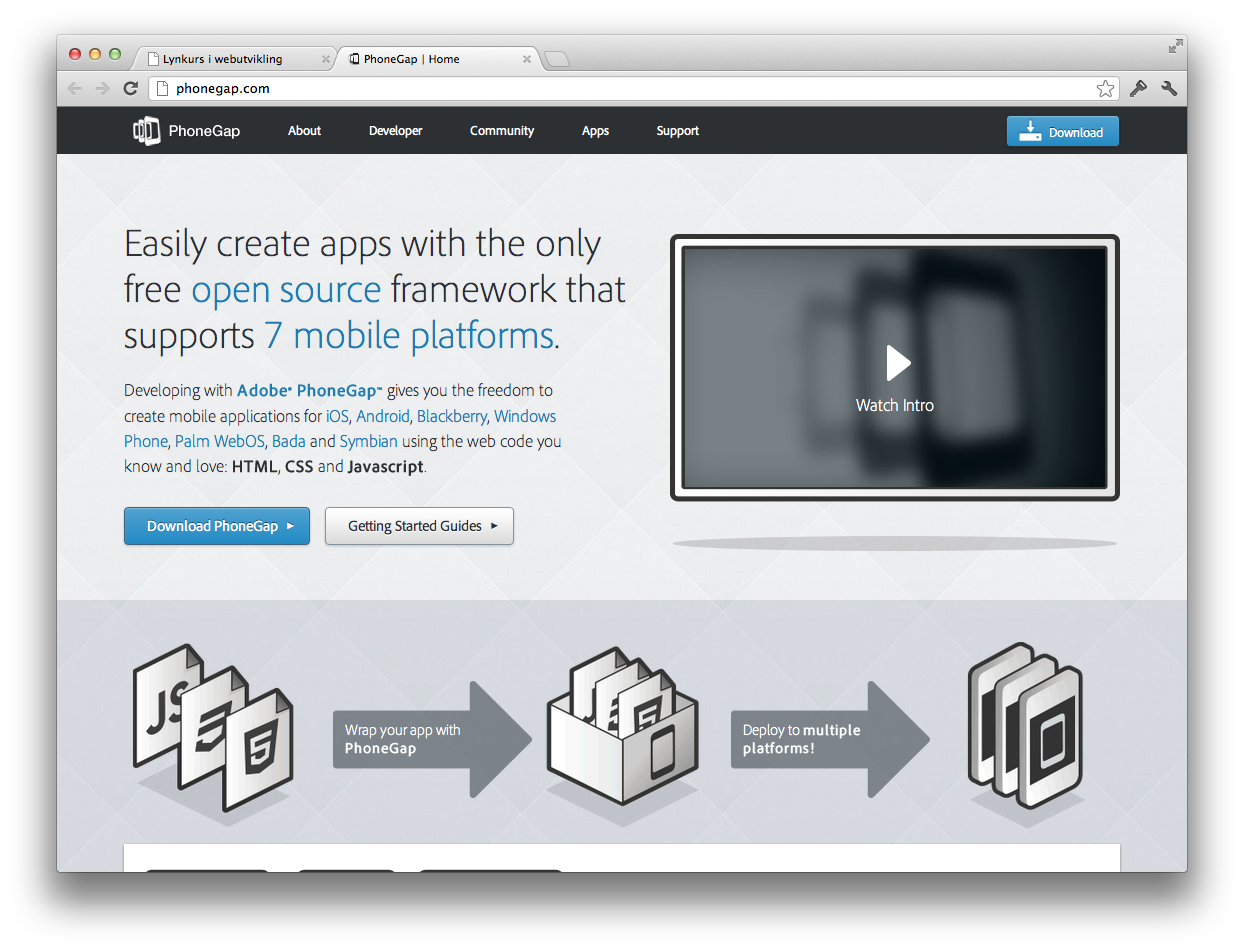 Lynkurs i webutvikling
PhoneGap | Home
phonegap.com
PhoneGap
About
Developer
Community
Apps
Support
Download
Easily create apps with the only
free open source framework that
supports 7 mobile platforms.
Developing with Adobe® PhoneGap™ gives you the freedom to
create mobile applications for iOS, Android, Blackberry, Windows
Phone, Palm WebOS, Bada and Symbian using the web code you
know and love: HTML, CSS and Javascript.
Watch Intro
Download PhoneGap
Getting Started Guides
JS
3
5
Wrap your app with
PhoneGap
JS
5
Deploy to multiple
platforms!